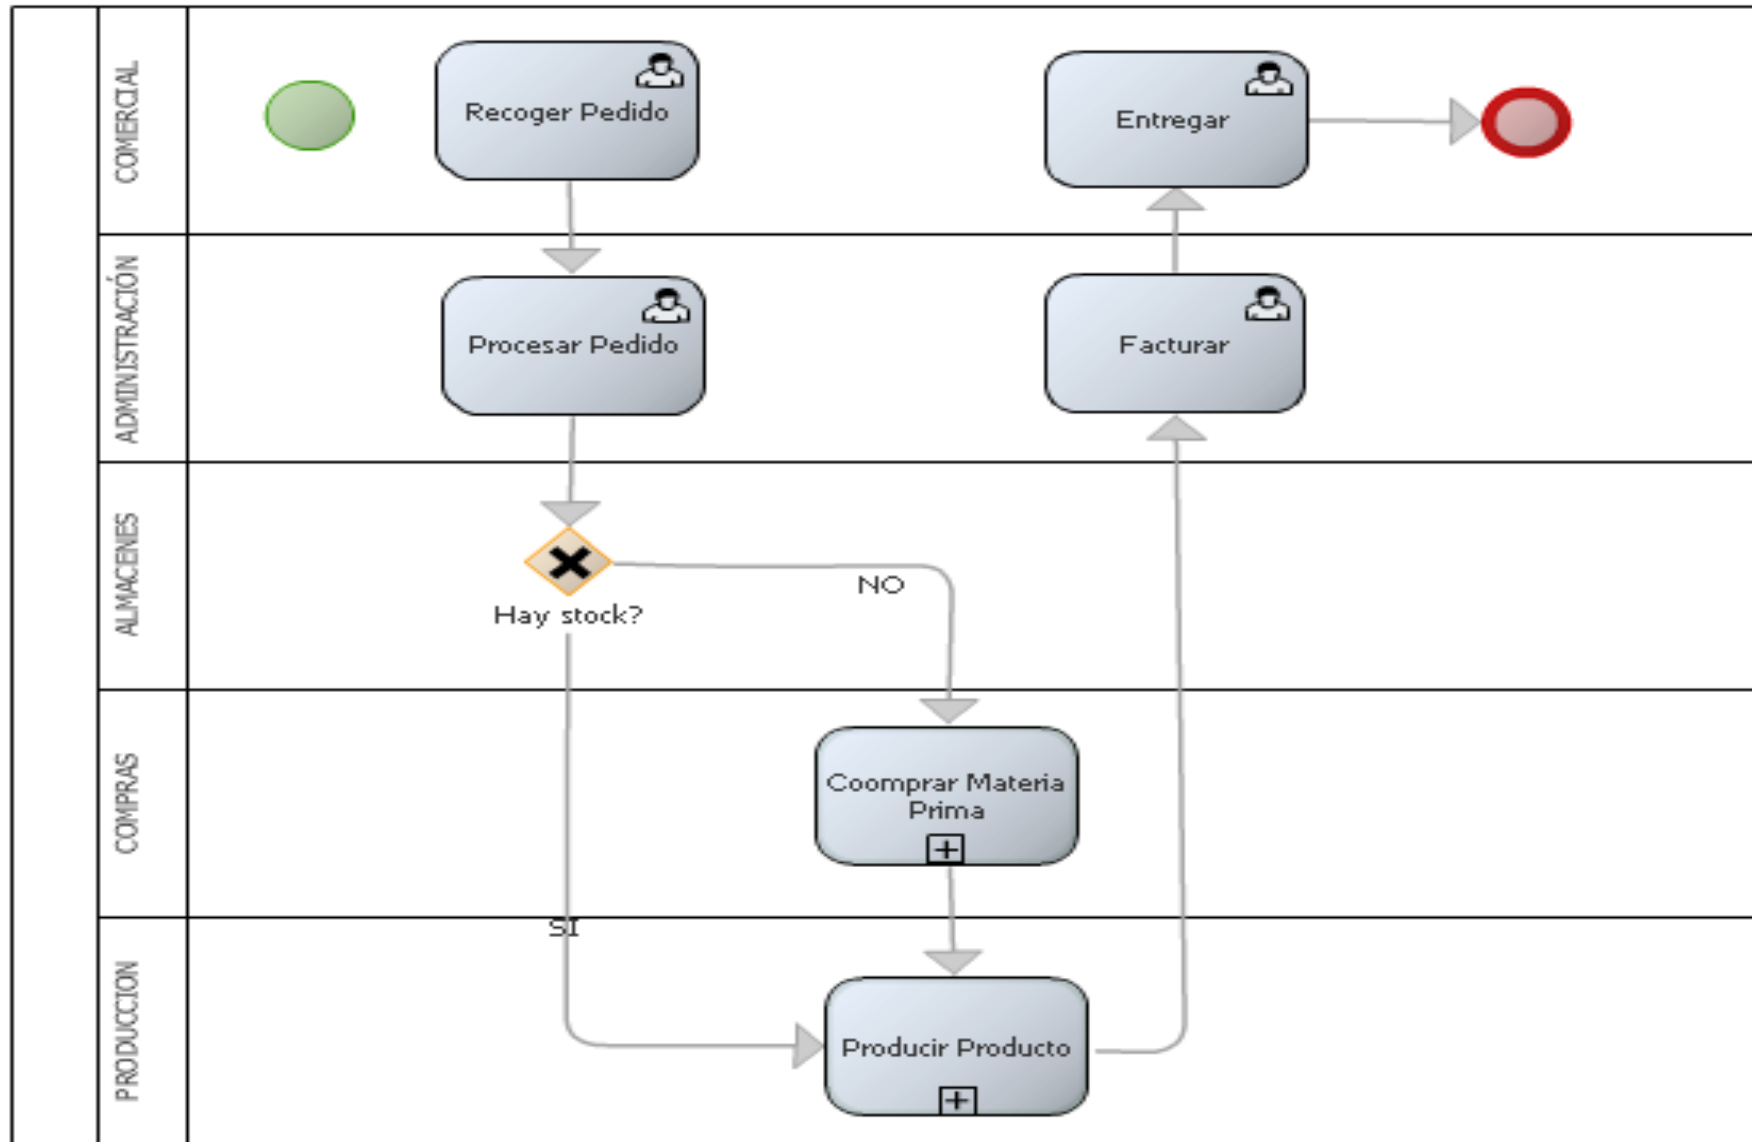 COMERCIAL
Recoger Pedido
Entregar
ADMINISTRACIÓN
Procesar Pedido
Facturar
ALMACENES
Hay stock?
NO
COMPRAS
Coomprar Materia
Prima
SI
PRODUCCION
Producir Producto